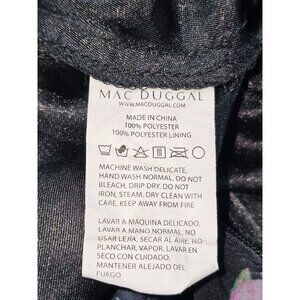 MAC DUGGAL
WWW.MACDUGGAL.COM
MADE IN CHINA
100% POLYESTER
100% POLYESTER LINING
MACHINE WASH DELICATE,
HAND WASH NORMAL, DO NOT
BLEACH, DRIP DRY, DO NOT
IRON, STEAM, DRY CLEAN WITH
CARE, KEEP AWAY FROM FIRE
LAVAR A MÁQUINA DELICADO,
LAVAR A MANO NORMAL, NO
USAR LEJÍA, SECAR AL AIRE, NO
PLANCHAR, VAPOR, LAVAR EN
SECO CON CUIDADO,
MANTENER ALEJADO DEL
FUEGO